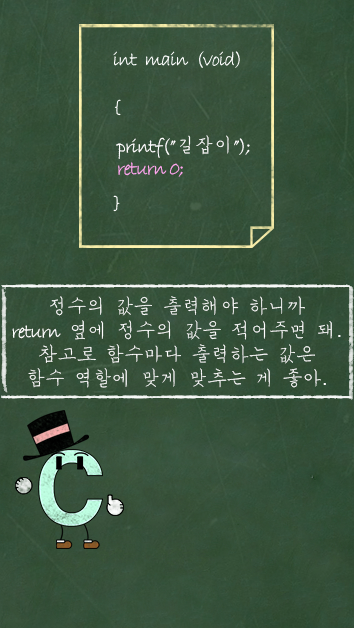 int main (void)
{
printf("길잡이");
return 0;
}
정수의 값을 출력해야 하니까
return 옆에 정수의 값을 적어주면 돼.
참고로 함수마다 출력하는 값은
함수 역할에 맞게 맞추는 게 좋아.
C